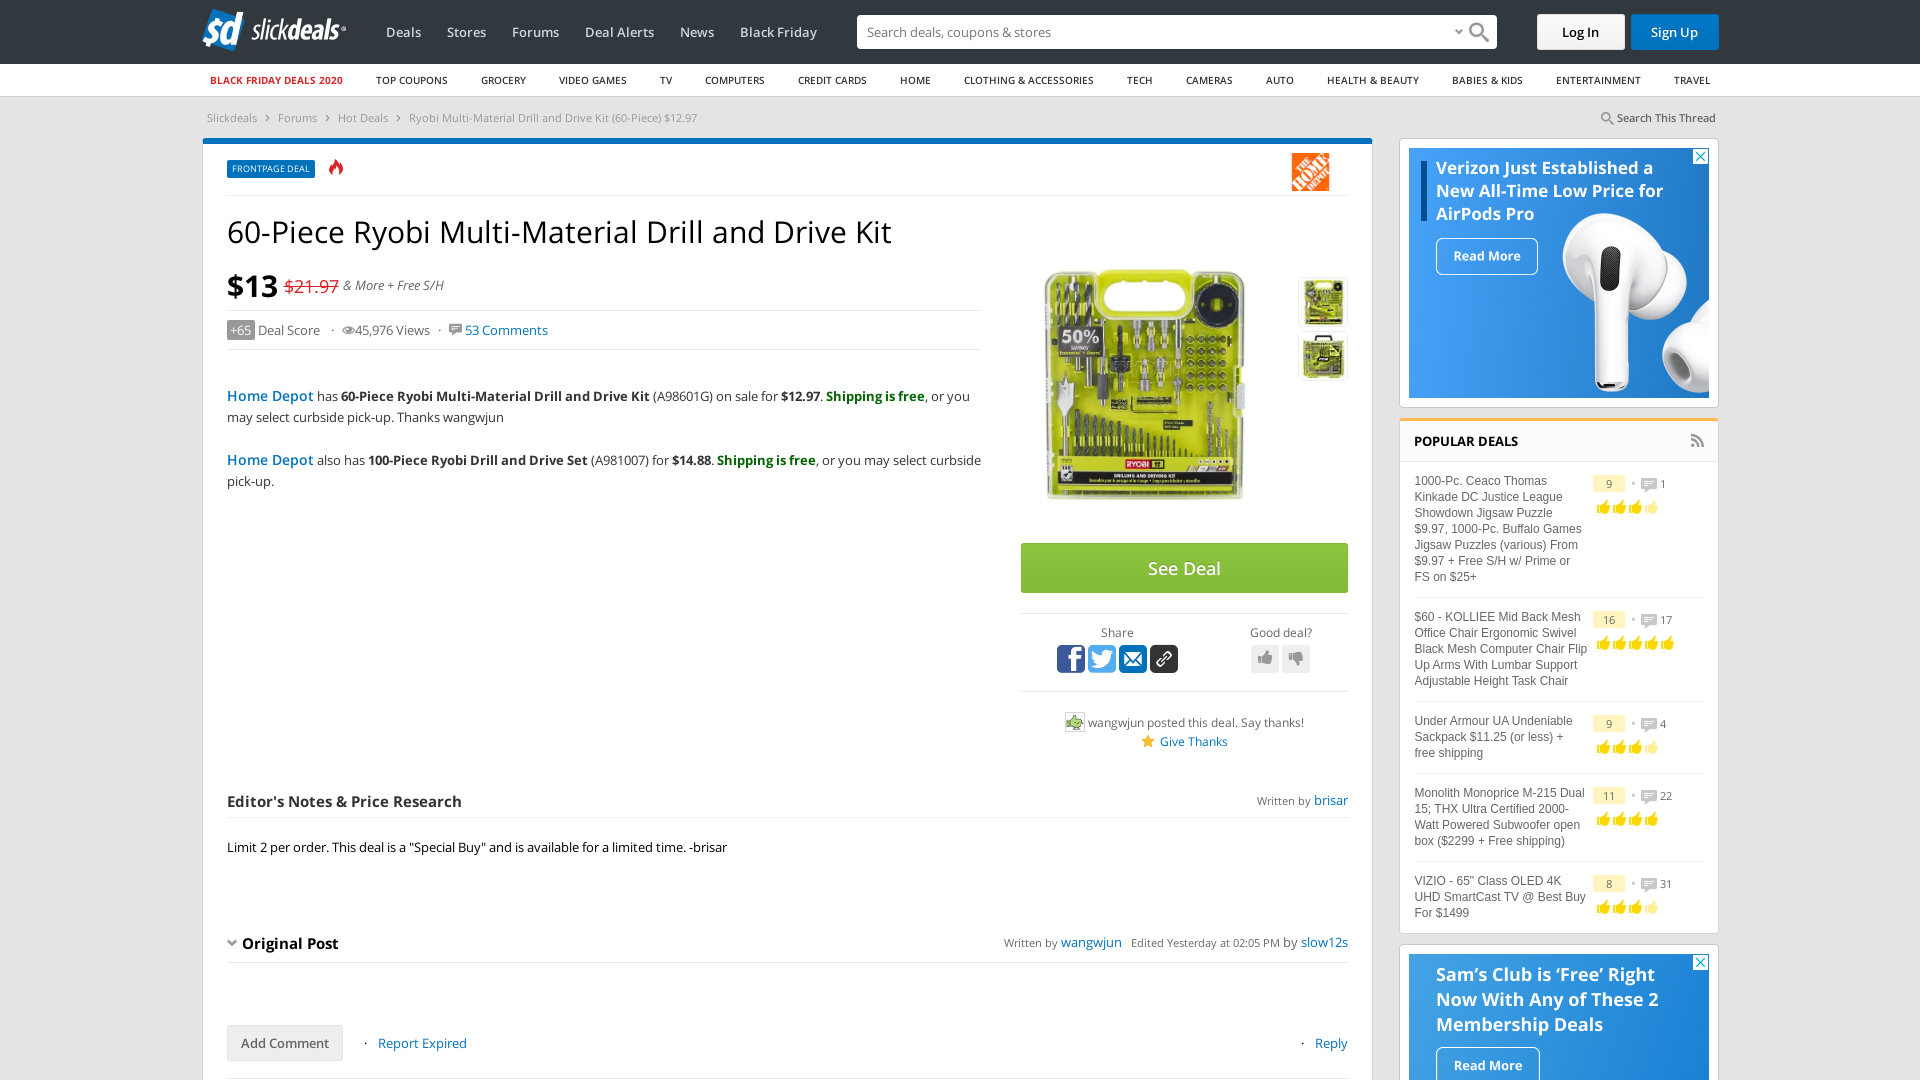 sd slickdeals
Deals Stores Forums Deal Alerts News Black Friday
Search deals, coupons & shopping
Log In Sign Up
BLACK FRIDAY DEALS 2020 TOP COUPONS GROCERY VIDEO GAMES TV COMPUTERS CREDIT CARDS HOME CLOTHING & ACCESSORIES TECH CAMERAS AUTO HEALTH & BEAUTY BABIES & KIDS ENTERTAINMENT TRAVEL
Slickdeals › Forums › Hot Deals › Ryobi Multi-Material Drill and Drive Kit (60-Piece) $12.97
Search This Thread
FRONTPAGE DEAL
THE HOME DEPOT
60-Piece Ryobi Multi-Material Drill and Drive Kit
$13 $21.97 & More + Free S/H
+65 Deal Score · 45,976 Views · 53 Comments
Home Depot has 60-Piece Ryobi Multi-Material Drill and Drive Kit (A98601G) on sale for $12.97. Shipping is free, or you
may select curbside pick-up. Thanks wangwjun
Home Depot also has 100-Piece Ryobi Drill and Drive Set (A981007) for $14.88. Shipping is free, or you may select curbside
pick-up.
50%
RYOBI
DRILLING AND DRIVING KIT
See Deal
Share Good deal?
wangwjun posted this deal. Say thanks!
Give Thanks
Editor's Notes & Price Research
Written by brisar
Limit 2 per order. This deal is a "Special Buy" and is available for a limited time. -brisar
Original Post
Written by wangwjun Edited Yesterday at 02:05 PM by slow12s
Add Comment · Report Expired
· Reply
Verizon Just Established a
New All-Time Low Price for
AirPods Pro
Read More
POPULAR DEALS
1000-Pc. Ceaco Thomas
Kinkade DC Justice League
Showdown Jigsaw Puzzle
$9.97, 1000-Pc. Buffalo Games
Jigsaw Puzzles (various) From
$9.97 + Free S/H w/ Prime or
FS on $25+
9 • 1
$60 - KOLLIEE Mid Back Mesh
Office Chair Ergonomic Swivel
Black Mesh Computer Chair Flip
Up Arms With Lumbar Support
Adjustable Height Task Chair
16 • 17
Under Armour UA Undeniable
Sackpack $11.25 (or less) +
free shipping
9 • 4
Monolith Monoprice M-215 Dual
15; THX Ultra Certified 2000-
Watt Powered Subwoofer open
box ($2299 + Free shipping)
11 • 22
VIZIO - 65" Class OLED 4K
UHD SmartCast TV @ Best Buy
For $1499
8 • 31
Sam's Club is 'Free' Right
Now With Any of These 2
Membership Deals
Read More